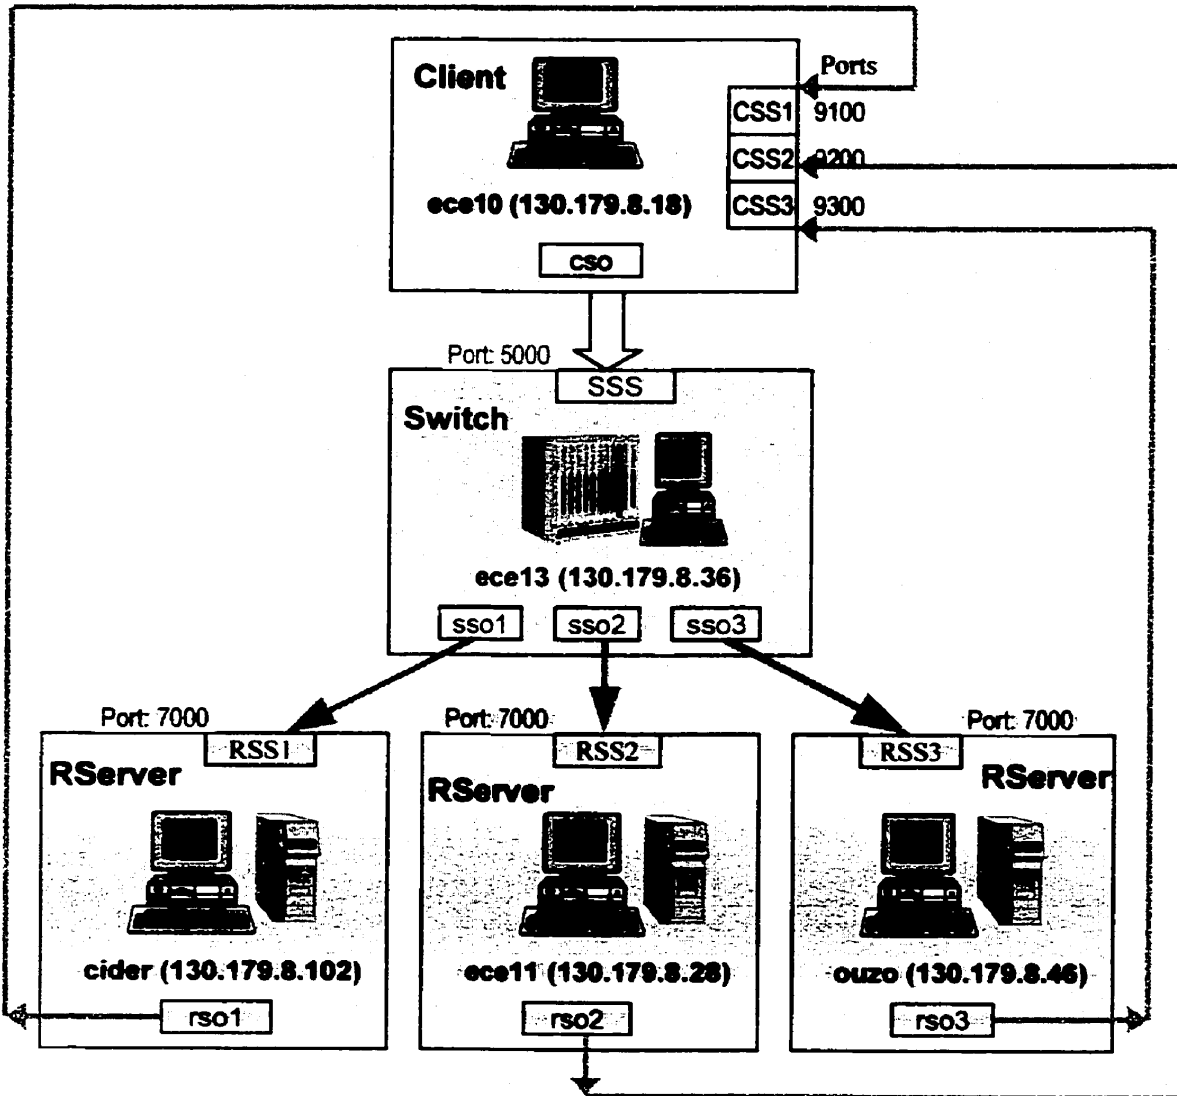 Client
Ports
CSS1 9100
CSS2 9200
ece10 (130.179.8.18)
CSS3 9300
cso
Port: 5000
SSS
Switch
ece13 (130.179.8.36)
sso1 sso2 sso3
Port: 7000 Port: 7000 Port: 7000
RSS1 RSS2 RSS3
RServer RServer RServer
cider (130.179.8.102) ece11 (130.179.8.28) ouzo (130.179.8.46)
rso1 rso2 rso3